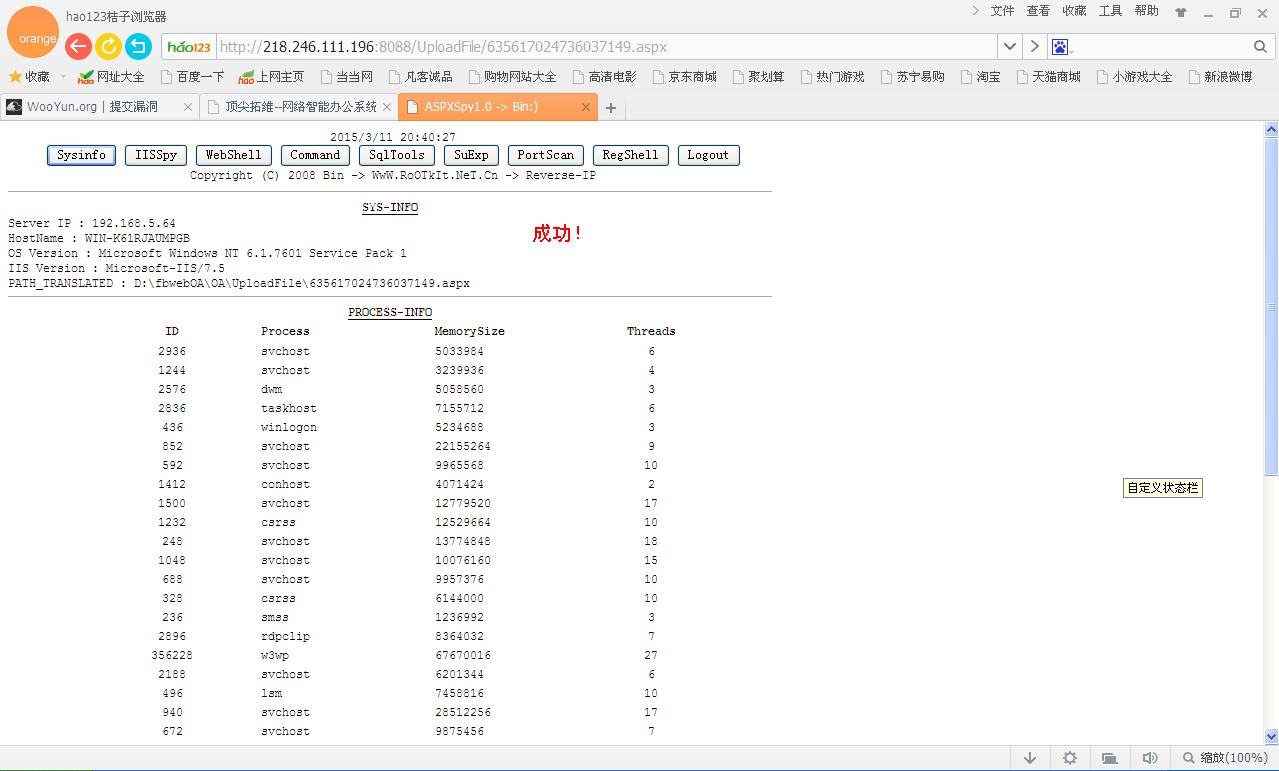 hao123桔子浏览器
文件 查看 收藏 工具 帮助
orange
hao123 http://218.246.111.196:8088/UploadFile/635617024736037149.aspx
收藏 网址大全 百度一下 上网主页 当当网 凡客诚品 购物网站大全 高清电影 京东商城 聚划算 热门游戏 苏宁易购 淘宝 天猫商城 小游戏大全 新浪微博
WooYun.org | 提交漏洞 顶尖拓维--网络智能办公系统 ASPXSpy1.0 -> Bin:)
2015/3/11 20:40:27
Sysinfo IISSpy WebShell Command SqlTools SuExp PortScan RegShell Logout
Copyright (C) 2008 Bin -> WwW.RoOTkIt.NeT.Cn -> Reverse-IP
SYS-INFO
Server IP : 192.168.5.64
成功!
HostName : WIN-K61RJAUMPGB
OS Version : Microsoft Windows NT 6.1.7601 Service Pack 1
IIS Version : Microsoft-IIS/7.5
PATH_TRANSLATED : D:\fbwebOA\OA\UploadFile\635617024736037149.aspx
PROCESS-INFO
ID Process MemorySize Threads
2936 svchost 5033984 6
1244 svchost 3239936 4
2576 dwm 5058560 3
2836 taskhost 7155712 6
436 winlogon 5234688 3
852 svchost 22155264 9
592 svchost 9965568 10
1412 conhost 4071424 2
1500 svchost 12779520 17
1232 csrss 12529664 10
248 svchost 13774848 18
1048 svchost 10076160 15
688 svchost 9957376 10
328 csrss 6144000 10
236 smss 1236992 3
2896 rdpclip 8364032 7
356228 w3wp 67670016 27
2188 svchost 6201344 6
496 lsm 7458816 10
940 svchost 28512256 17
672 svchost 9875456 7
自定义状态栏
缩放(100%)